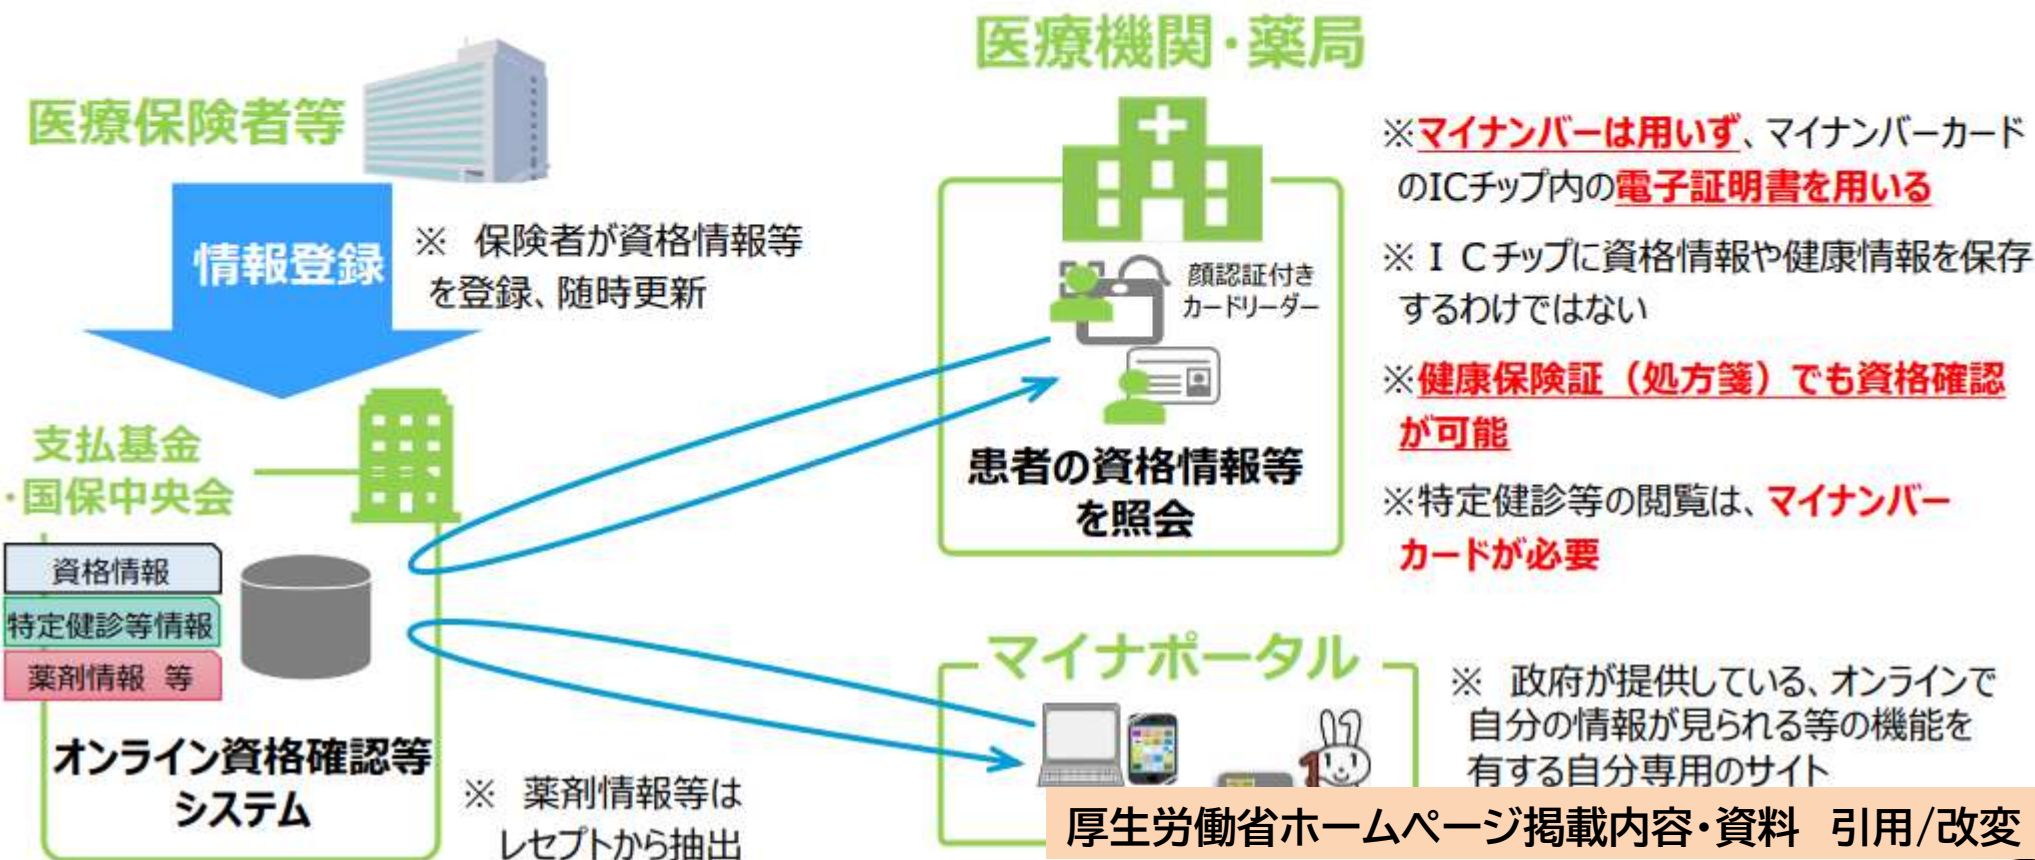 医療保険者等
情報登録
※ 保険者が資格情報等
を登録、随時更新
支払基金
・国保中央会
資格情報
特定健診等情報
薬剤情報 等
オンライン資格確認等
システム
※ 薬剤情報等は
レセプトから抽出
医療機関・薬局
顔認証付き
カードリーダー
患者の資格情報等
を照会
※マイナンバーは用いず、マイナンバーカード
のICチップ内の電子証明書を用いる
※ＩＣチップに資格情報や健康情報を保存
するわけではない
※健康保険証（処方箋）でも資格確認
が可能
※特定健診等の閲覧は、マイナンバー
カードが必要
マイナポータル
※ 政府が提供している、オンラインで
自分の情報が見られる等の機能を
有する自分専用のサイト
厚生労働省ホームページ掲載内容・資料 引用/改変